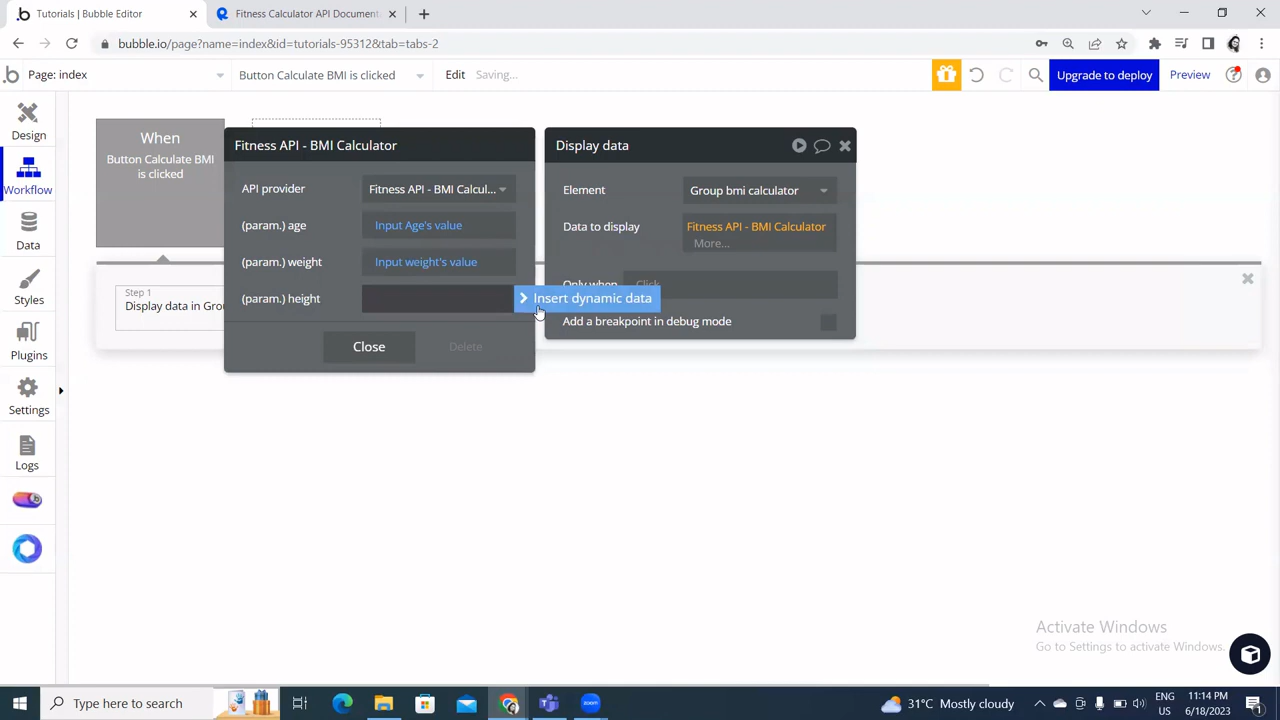 Tutorials | Bubble Editor
Fitness Calculator API Document
bubble.io/page?name=index&id=tutorials-95312&tab=tabs-2
Page: index
Button Calculate BMI is clicked
Edit
Saving...
Upgrade to deploy
Preview
Design
Workflow
Data
Styles
Plugins
Settings
Logs
When
Button Calculate BMI
is clicked
Step 1
Display data in Gro
Fitness API - BMI Calculator
API provider
Fitness API - BMI Calcul...
(param.) age
Input Age's value
(param.) weight
Input weight's value
(param.) height
Insert dynamic data
Close
Delete
Display data
Element
Group bmi calculator
Data to display
Fitness API - BMI Calculator
More...
Only when
Click
Add a breakpoint in debug mode
Activate Windows
Go to Settings to activate Windows.
Type here to search
31°C Mostly cloudy
ENG
US
11:14 PM
6/18/2023